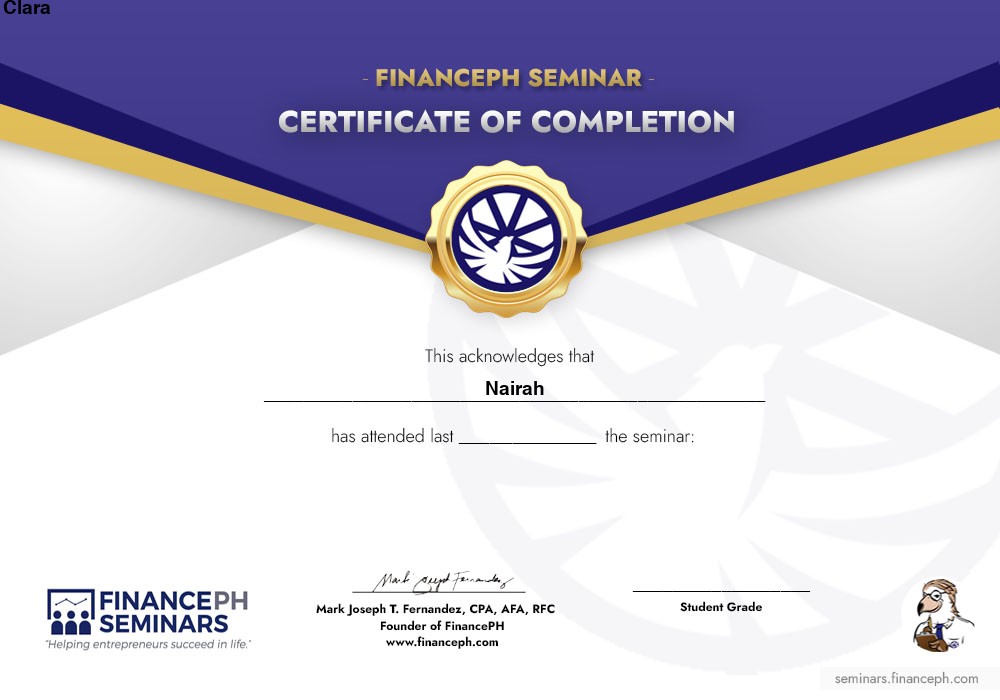 Clara
- FINANCEPH SEMINAR -
CERTIFICATE OF COMPLETION
This acknowledges that
Nairah
has attended last ______________ the seminar:
Mark Joseph Fernandez
Mark Joseph T. Fernandez, CPA, AFA, RFC
Founder of FinancePH
www.financeph.com
Student Grade
FINANCEPH
SEMINARS
"Helping entrepreneurs succeed in life."
seminars.financeph.com